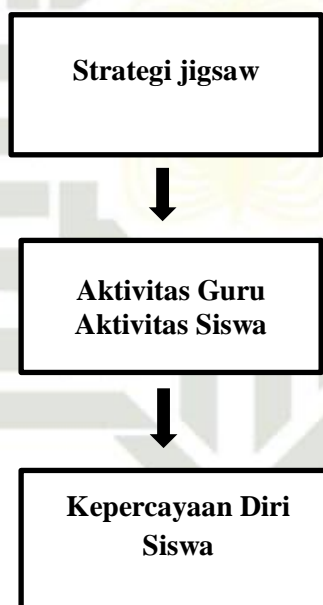 Strategi jigsaw
Aktivitas Guru
Aktivitas Siswa
Kepercayaan Diri
Siswa